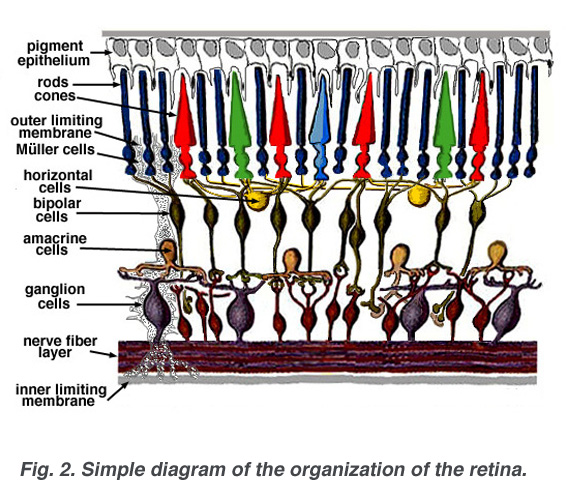 pigment
epithelium
rods
cones
outer limiting
membrane
Müller cells
horizontal
cells
bipolar
cells
amacrine
cells
ganglion
cells
nerve fiber
layer
inner limiting
membrane
Fig. 2. Simple diagram of the organization of the retina.